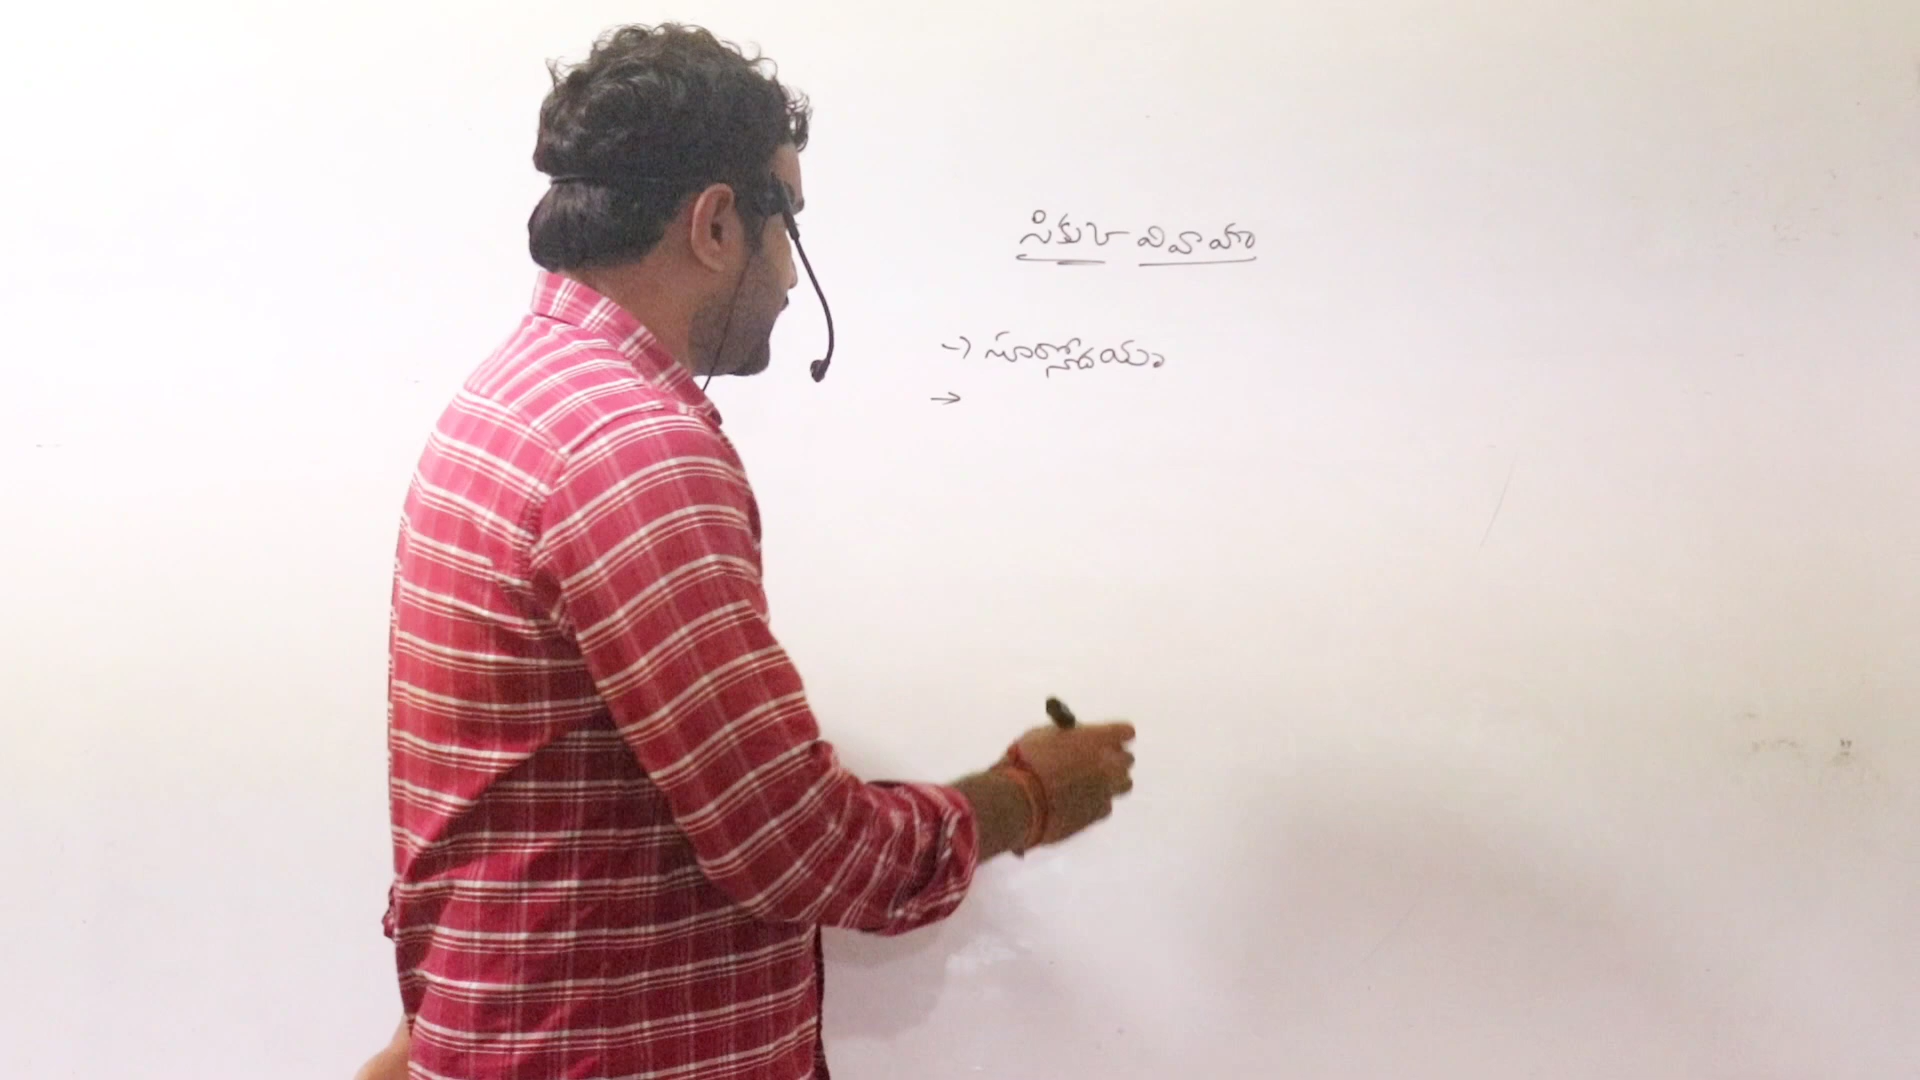 సికుల వివాహం
→ సూర్యోదయం
→